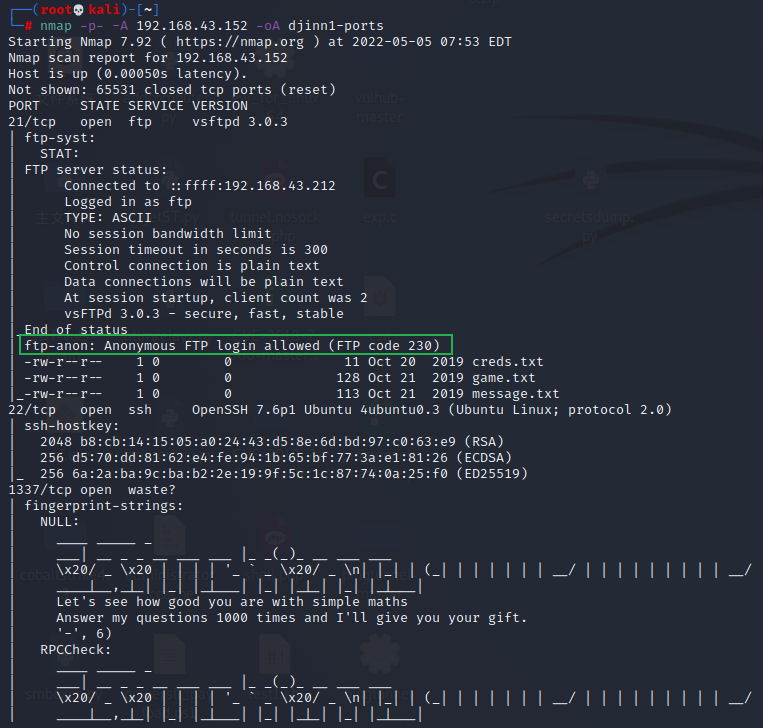 ┌──(root💀kali)-[~]
└─# nmap -p- -A 192.168.43.152 -oA djinn1-ports
Starting Nmap 7.92 ( https://nmap.org ) at 2022-05-05 07:53 EDT
Nmap scan report for 192.168.43.152
Host is up (0.00050s latency).
Not shown: 65531 closed tcp ports (reset)
PORT     STATE SERVICE VERSION
21/tcp   open  ftp     vsftpd 3.0.3
| ftp-syst:
|   STAT:
| FTP server status:
|      Connected to ::ffff:192.168.43.212
|      Logged in as ftp
|      TYPE: ASCII
|      No session bandwidth limit
|      Session timeout in seconds is 300
|      Control connection is plain text
|      Data connections will be plain text
|      At session startup, client count was 2
|      vsFTPd 3.0.3 - secure, fast, stable
|_End of status
| ftp-anon: Anonymous FTP login allowed (FTP code 230)
| -rw-r--r--    1 0        0              11 Oct 20  2019 creds.txt
| -rw-r--r--    1 0        0             128 Oct 21  2019 game.txt
|_-rw-r--r--    1 0        0             113 Oct 21  2019 message.txt
22/tcp   open  ssh     OpenSSH 7.6p1 Ubuntu 4ubuntu0.3 (Ubuntu Linux; protocol 2.0)
| ssh-hostkey:
|   2048 b8:cb:14:15:05:a0:24:43:d5:8e:6d:bd:97:c0:63:e9 (RSA)
|   256 d5:70:dd:81:62:e4:fe:94:1b:65:bf:77:3a:e1:81:26 (ECDSA)
|_  256 6a:2a:ba:9c:ba:b2:2e:19:9f:5c:1c:87:74:0a:25:f0 (ED25519)
1337/tcp open  waste?
| fingerprint-strings:
|   NULL:
|     ____ _____ _
|     ___| __ _ _ __ ___ ___ |_ _(_)_ __ ___ ___
|     \x20/ _ \x20 | | | | '_ ` _ \x20/ _ \n| |_| | (_| | | | | | | __/ | | | | | | | | | __/
|     ____|__,_|_| |_| |_|___| |_| |_|_| |_| |_|___|
|     Let's see how good you are with simple maths
|     Answer my questions 1000 times and I'll give you your gift.
|     '-', 6)
|   RPCCheck:
|     ____ _____ _
|     ___| __ _ _ __ ___ ___ |_ _(_)_ __ ___ ___
|     \x20/ _ \x20 | | | | '_ ` _ \x20/ _ \n| |_| | (_| | | | | | | __/ | | | | | | | | | __/
|     ____|__,_|_| |_| |_|___| |_| |_|_| |_| |_|___|